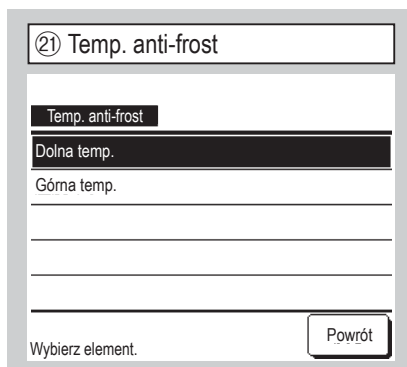 ㉑ Temp. anti-frost
Temp. anti-frost
Dolna temp.
Górna temp.
Wybierz element.
Powrót